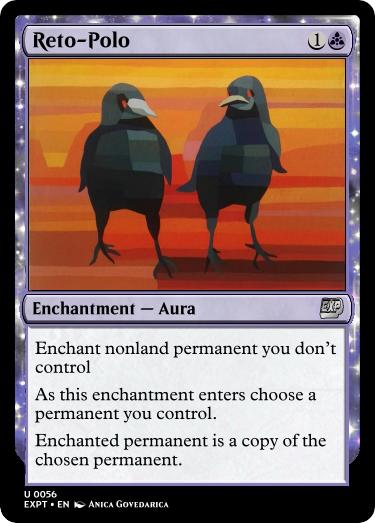 Reto-Polo 1
Enchantment — Aura EXP
Enchant nonland permanent you don't
control
As this enchantment enters choose a
permanent you control.
Enchanted permanent is a copy of the
chosen permanent.
U 0056
EXPT • EN Anica Govedarica